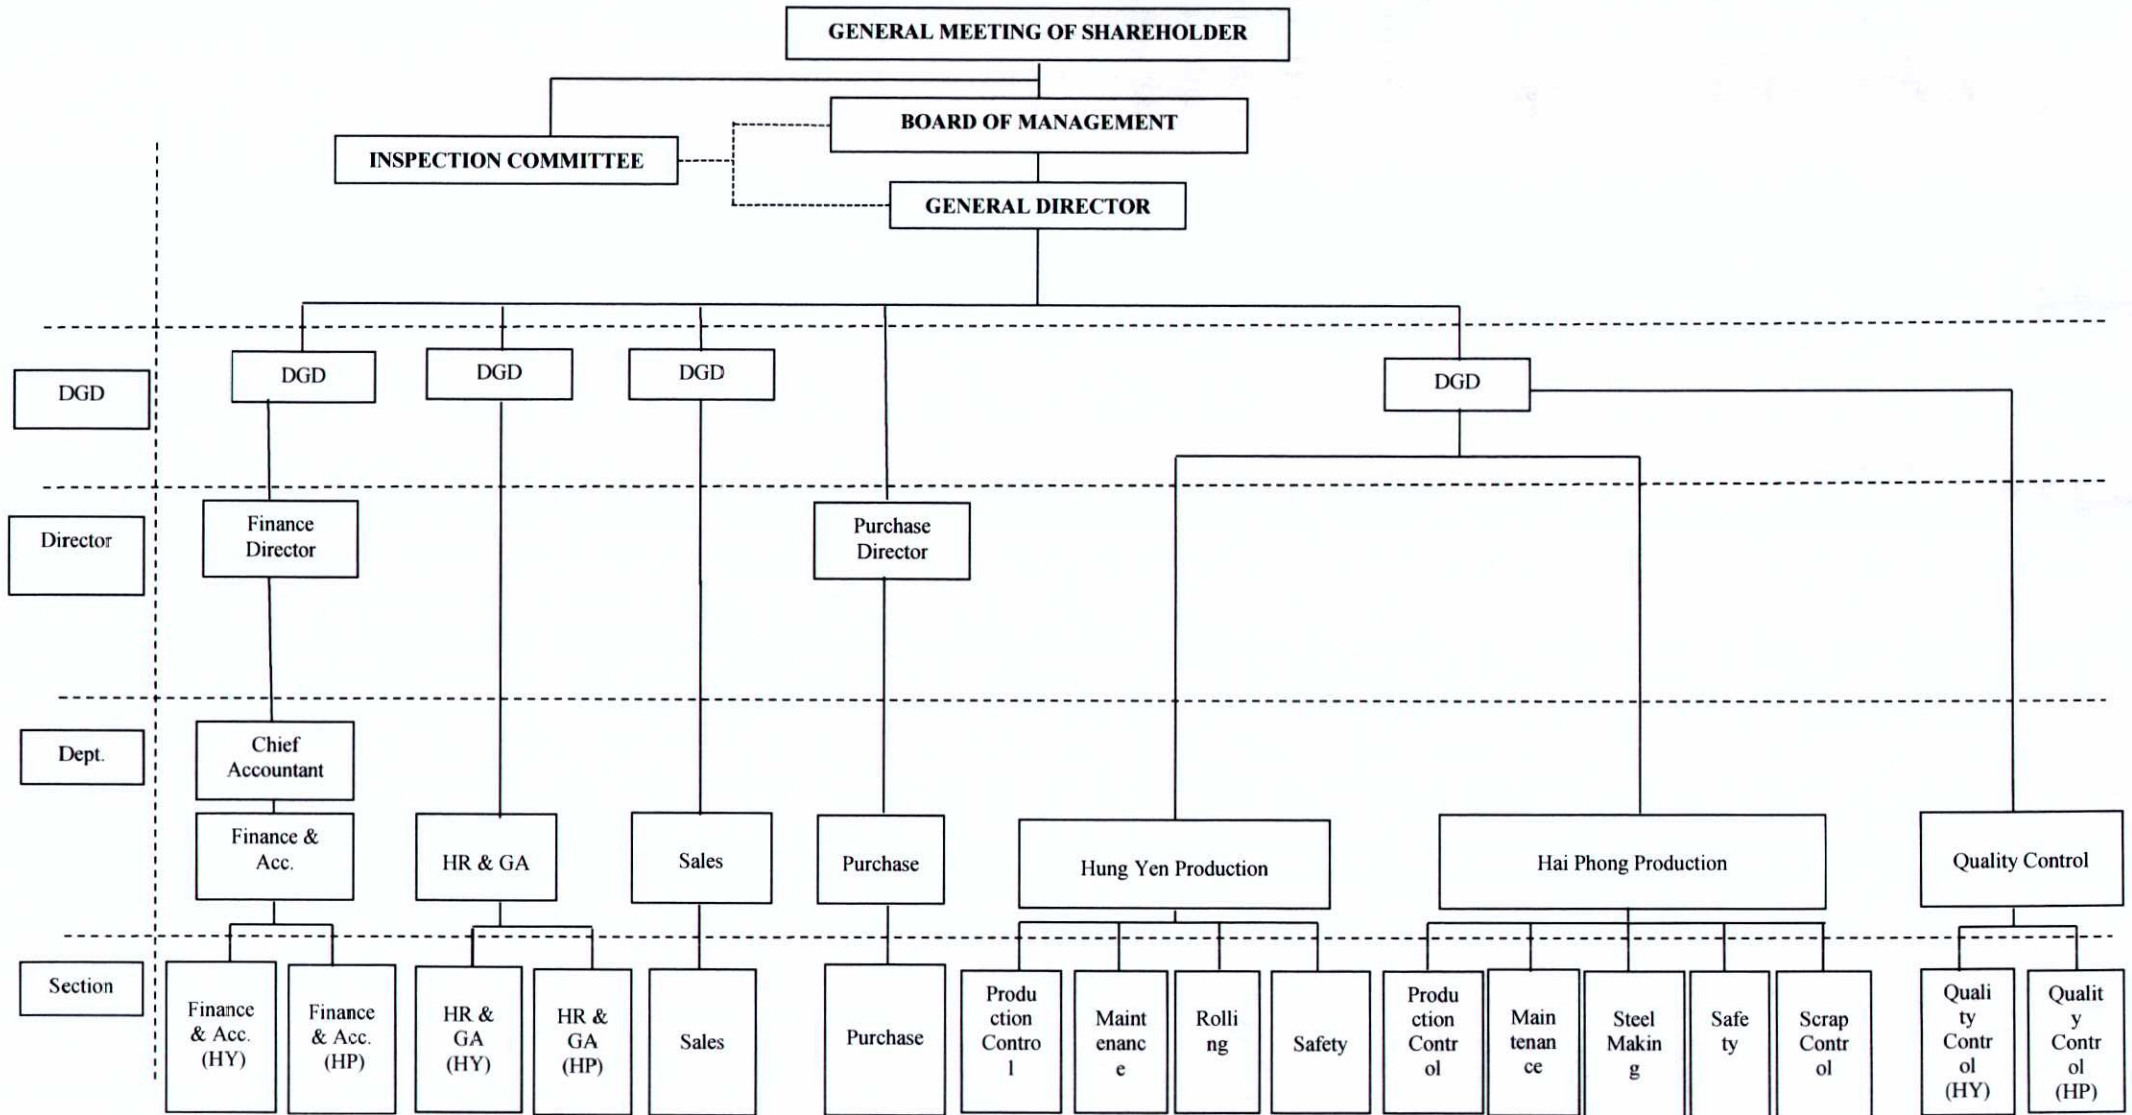 GENERAL MEETING OF SHAREHOLDER
BOARD OF MANAGEMENT
INSPECTION COMMITTEE
GENERAL DIRECTOR
DGD
DGD
DGD
DGD
DGD
Director
Finance
Director
Purchase
Director
Dept.
Chief
Accountant
Finance &
Acc.
HR & GA
Sales
Purchase
Hung Yen Production
Hai Phong Production
Quality Control
Section
Finance
& Acc.
(HY)
Finance
& Acc.
(HP)
HR &
GA
(HY)
HR &
GA
(HP)
Sales
Purchase
Produ
ction
Contro
l
Maint
enanc
e
Rolli
ng
Safety
Produ
ction
Contr
ol
Main
tenan
ce
Steel
Makin
g
Safe
ty
Scrap
Contr
ol
Quali
ty
Contr
ol
(HY)
Qualit
y
Contr
ol
(HP)